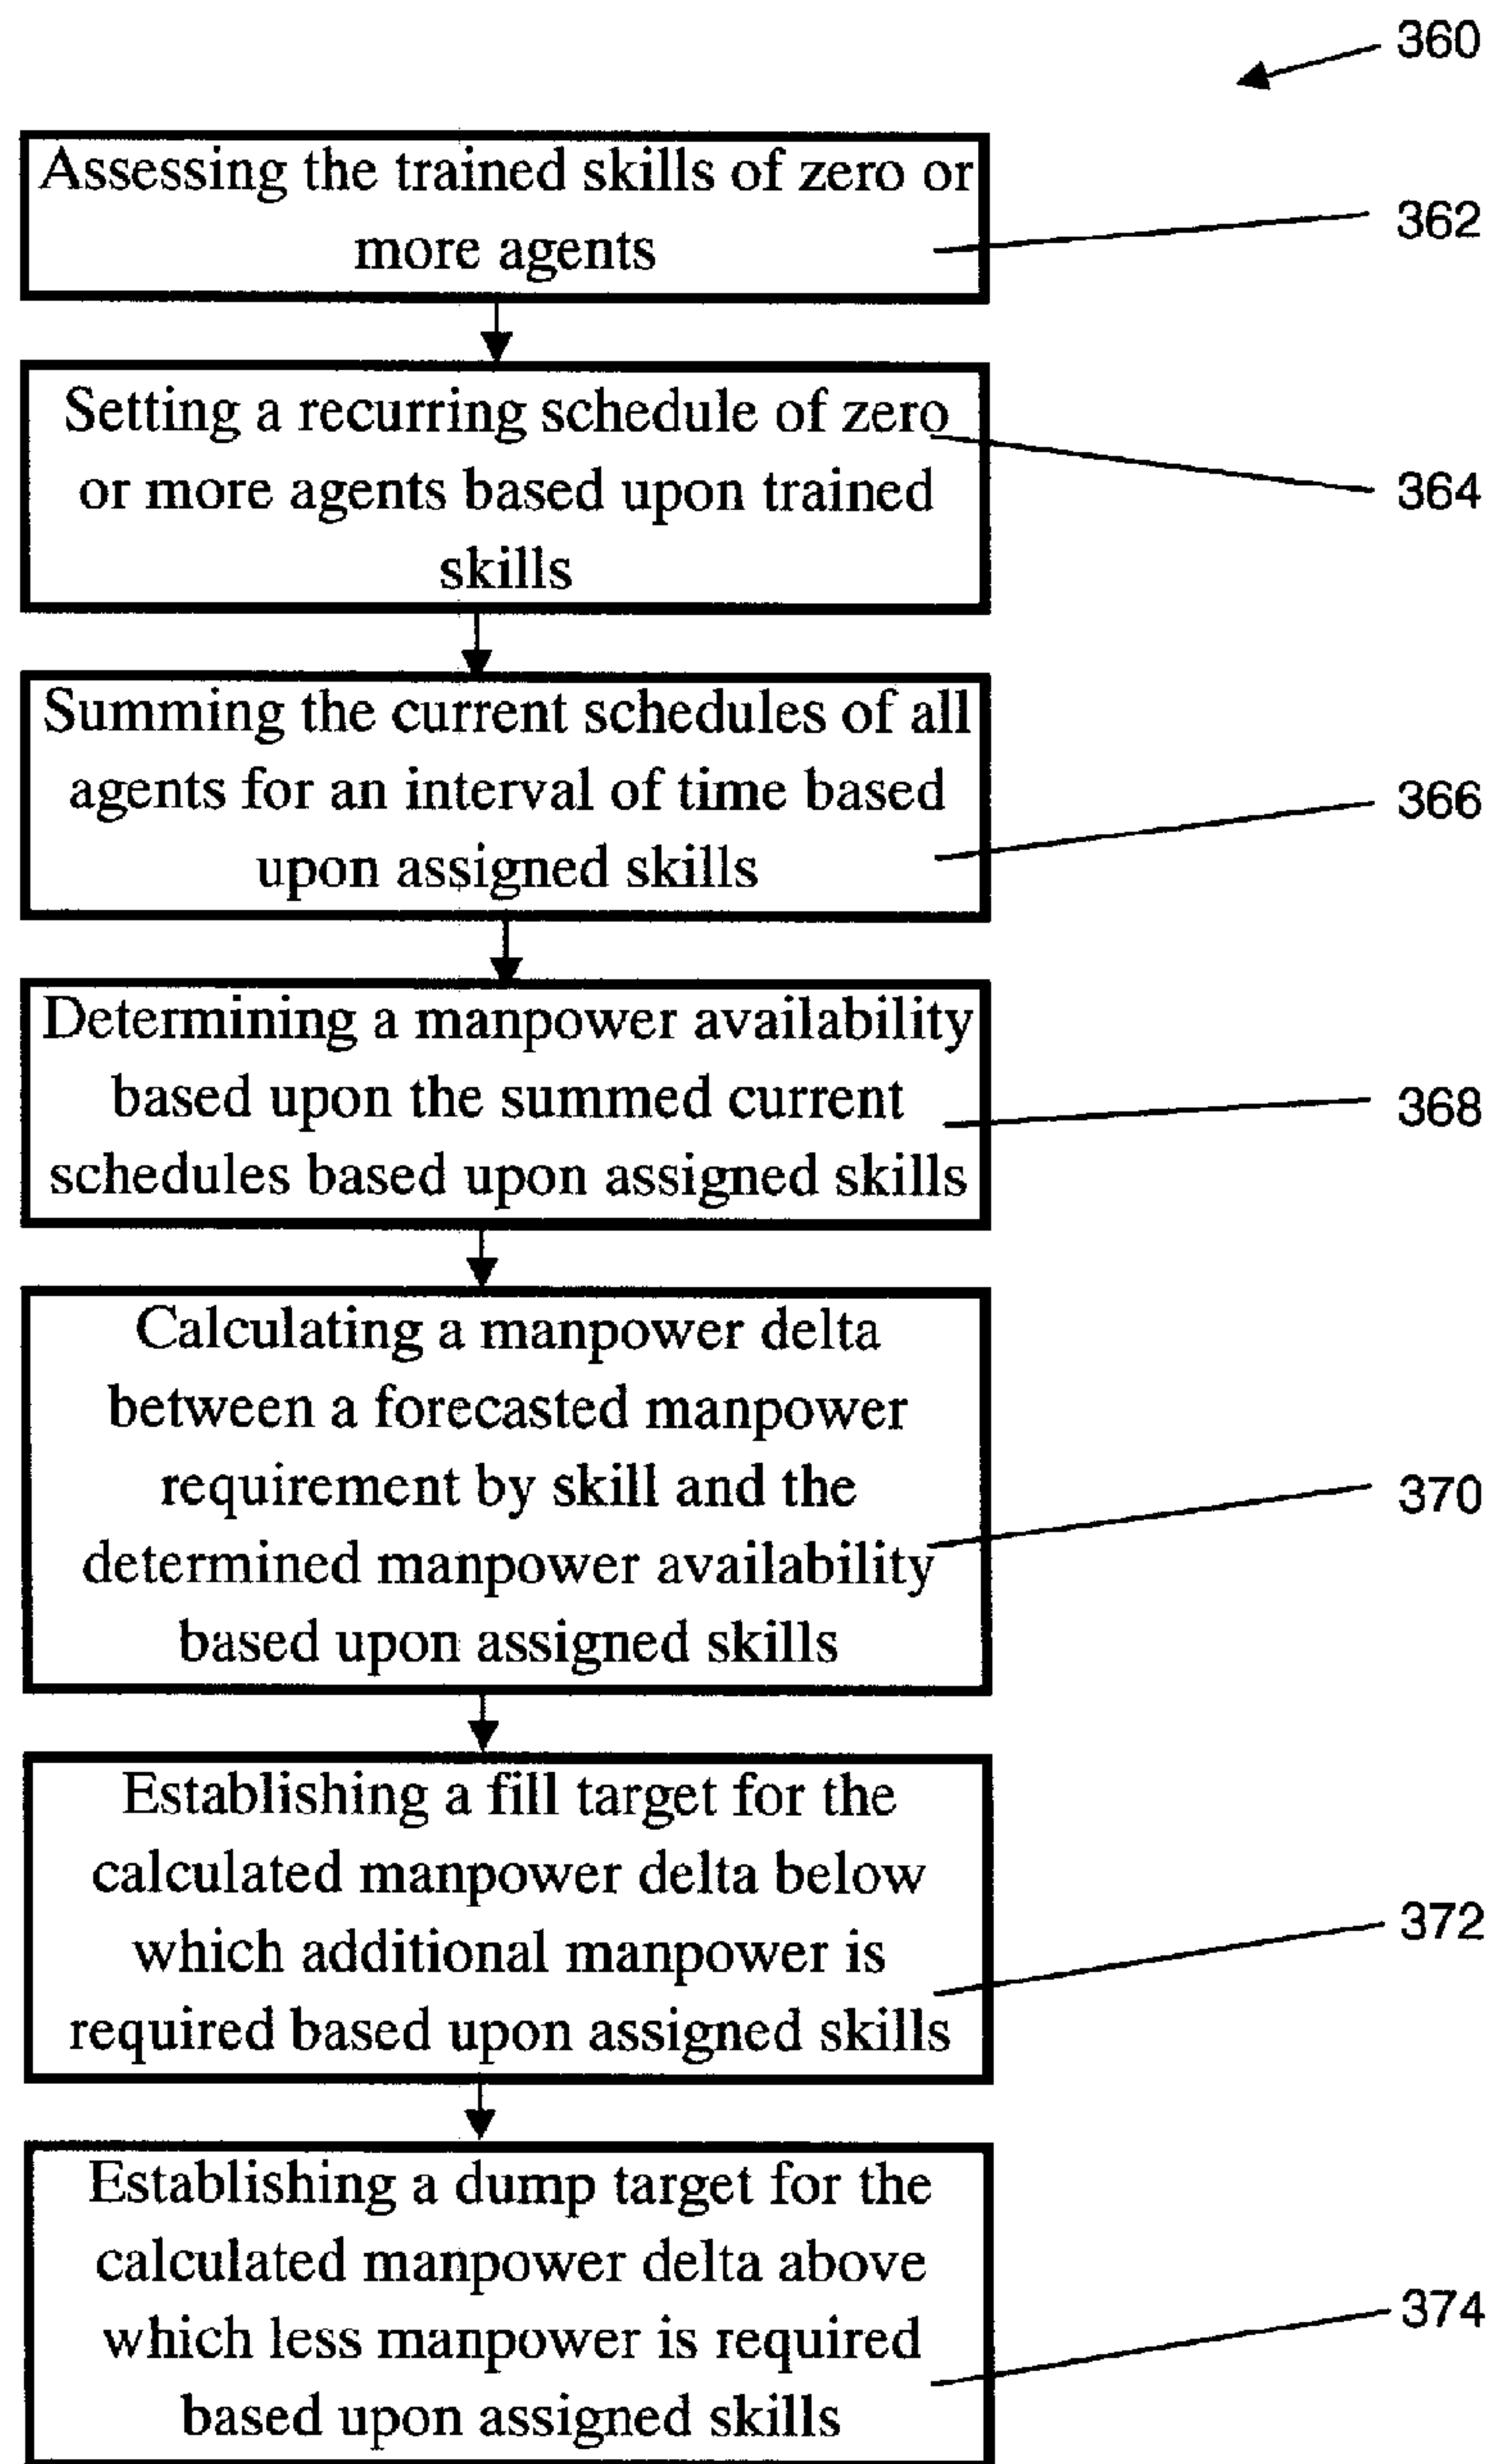 360
Assessing the trained skills of zero or
more agents
362
Setting a recurring schedule of zero
or more agents based upon trained
skills
364
Summing the current schedules of all
agents for an interval of time based
upon assigned skills
366
Determining a manpower availability
based upon the summed current
schedules based upon assigned skills
368
Calculating a manpower delta
between a forecasted manpower
requirement by skill and the
determined manpower availability
based upon assigned skills
370
Establishing a fill target for the
calculated manpower delta below
which additional manpower is
required based upon assigned skills
372
Establishing a dump target for the
calculated manpower delta above
which less manpower is required
based upon assigned skills
374